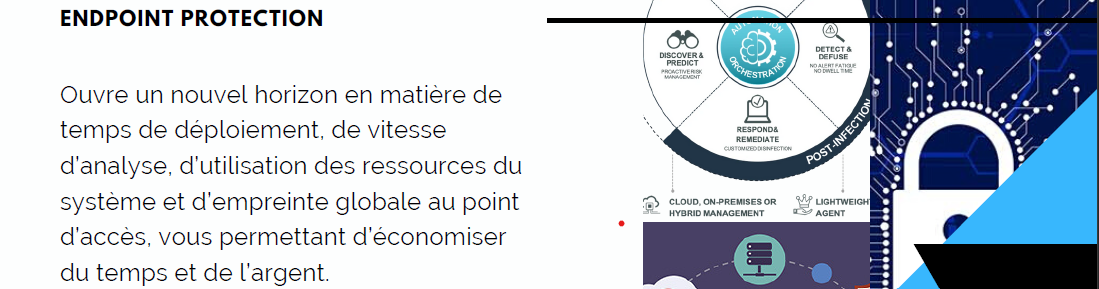 ENDPOINT PROTECTION
Ouvre un nouvel horizon en matière de
temps de déploiement, de vitesse
d'analyse, d'utilisation des ressources du
système et d'empreinte globale au point
d'accès, vous permettant d'économiser
du temps et de l'argent.
ORCHESTRATION
DISCOVER &
PREDICT
PROACTIVE RISK
MANAGEMENT
DETECT &
DEFUSE
NO ALERT FATIGUE
NO DWELL TIME
RESPOND &
REMEDIATE
CUSTOMIZED DISINFECTION
POST-INFECTION
CLOUD, ON-PREMISES OR
HYBRID MANAGEMENT
LIGHTWEIGHT
AGENT